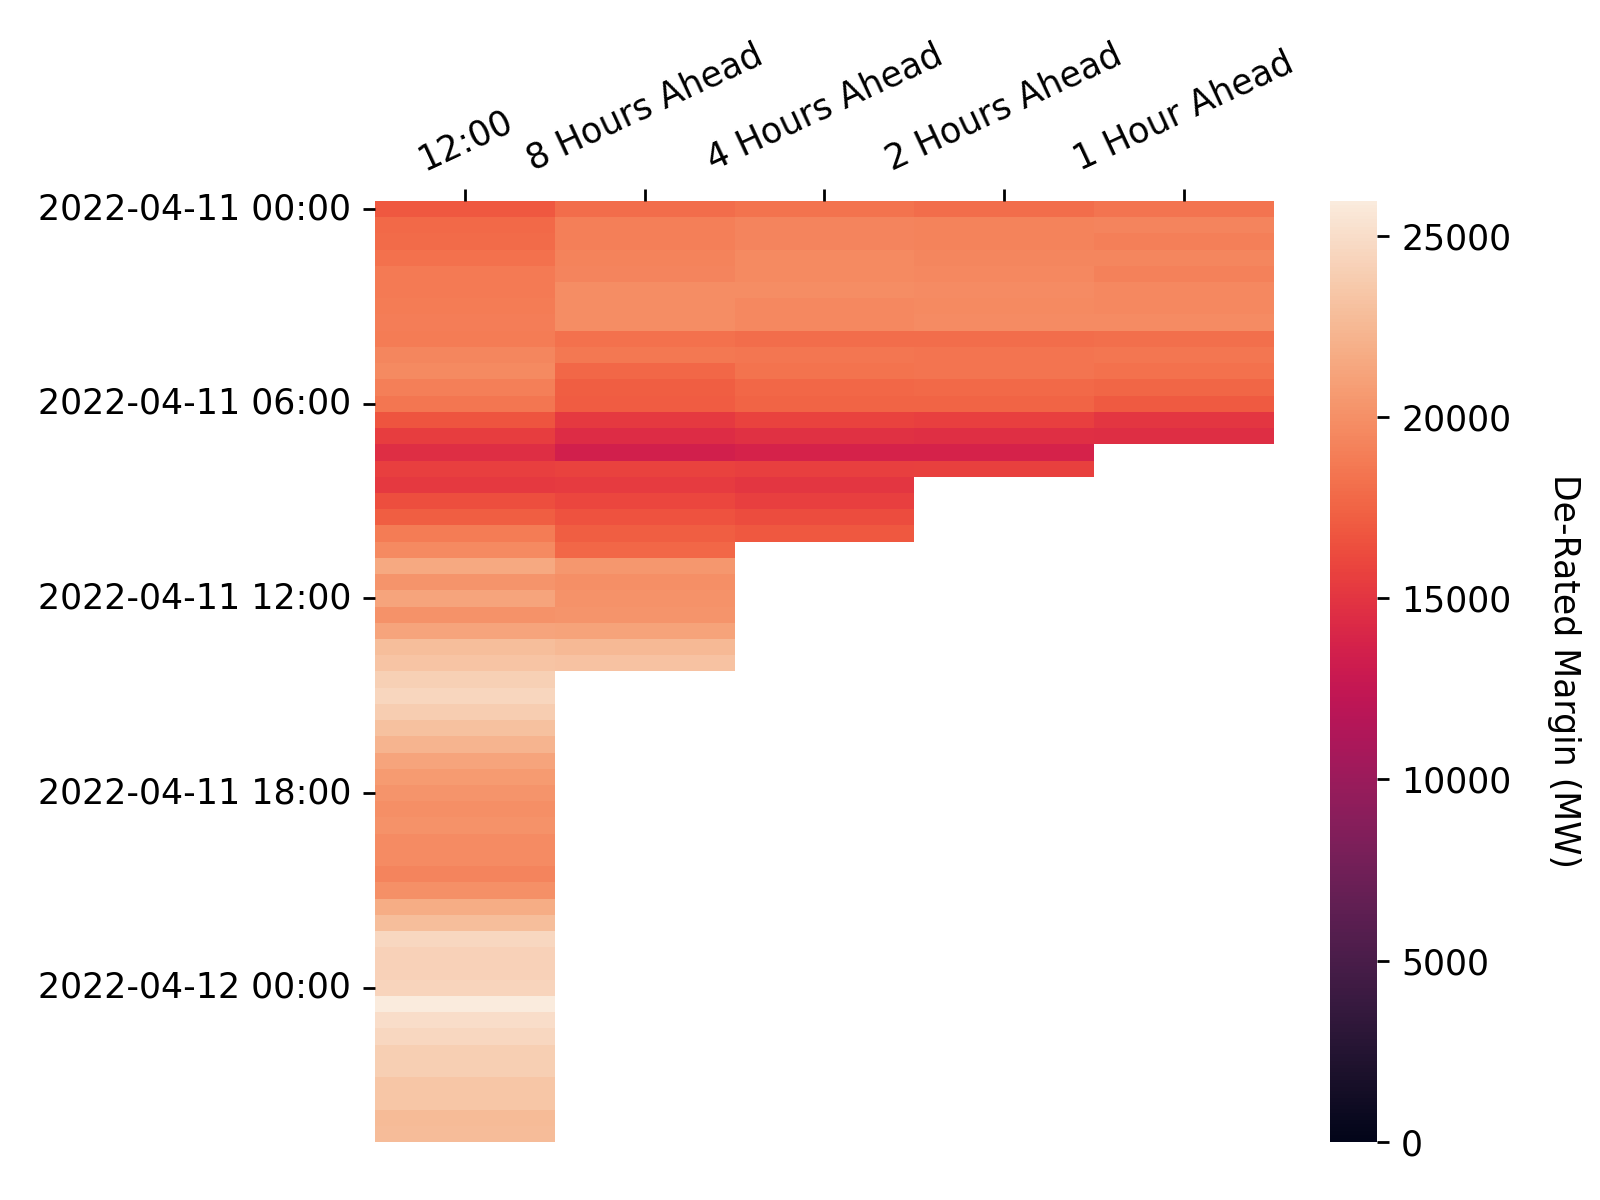 12:00
8 Hours Ahead
4 Hours Ahead
2 Hours Ahead
1 Hour Ahead
2022-04-11 00:00
2022-04-11 06:00
2022-04-11 12:00
2022-04-11 18:00
2022-04-12 00:00
25000
20000
15000
10000
5000
0
De-Rated Margin (MW)